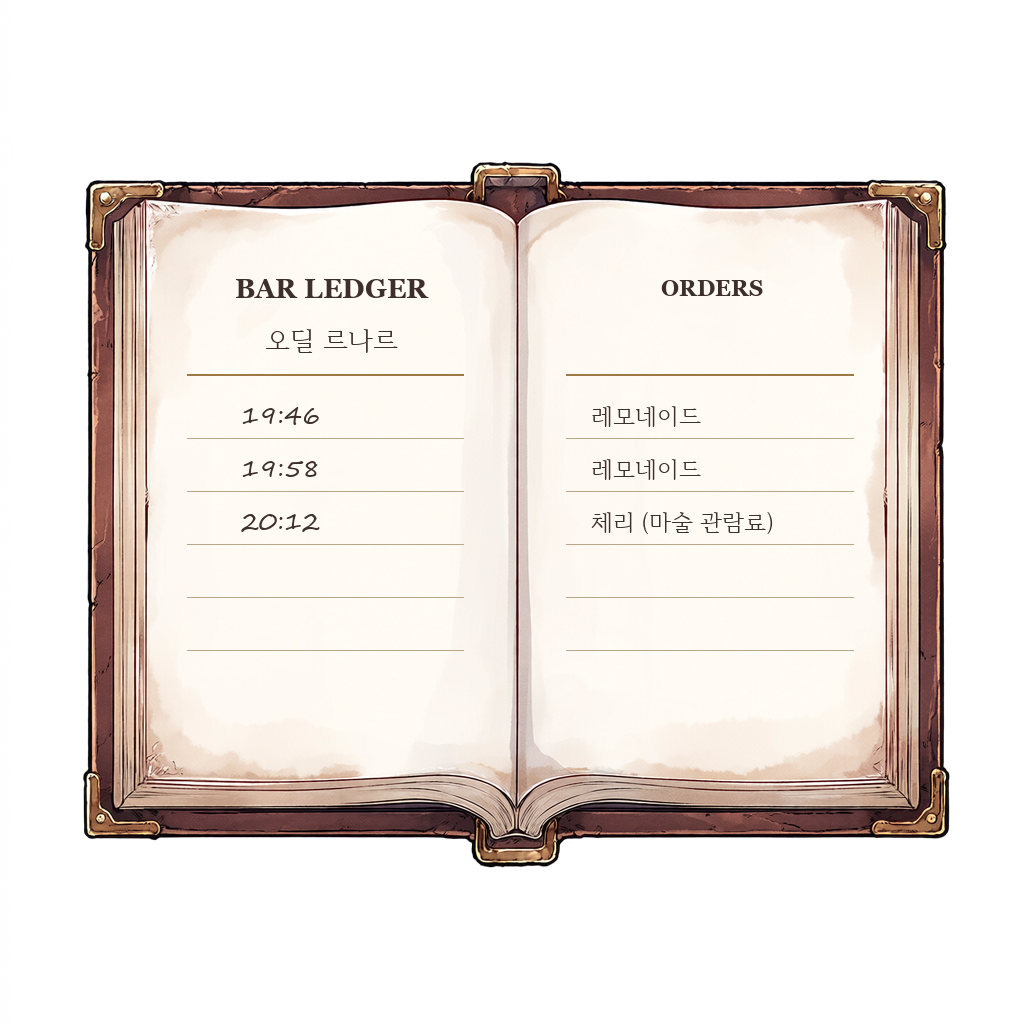 BAR LEDGER
오딜 르나르
19:46
19:58
20:12
ORDERS
레모네이드
레모네이드
체리 (마술 관람료)